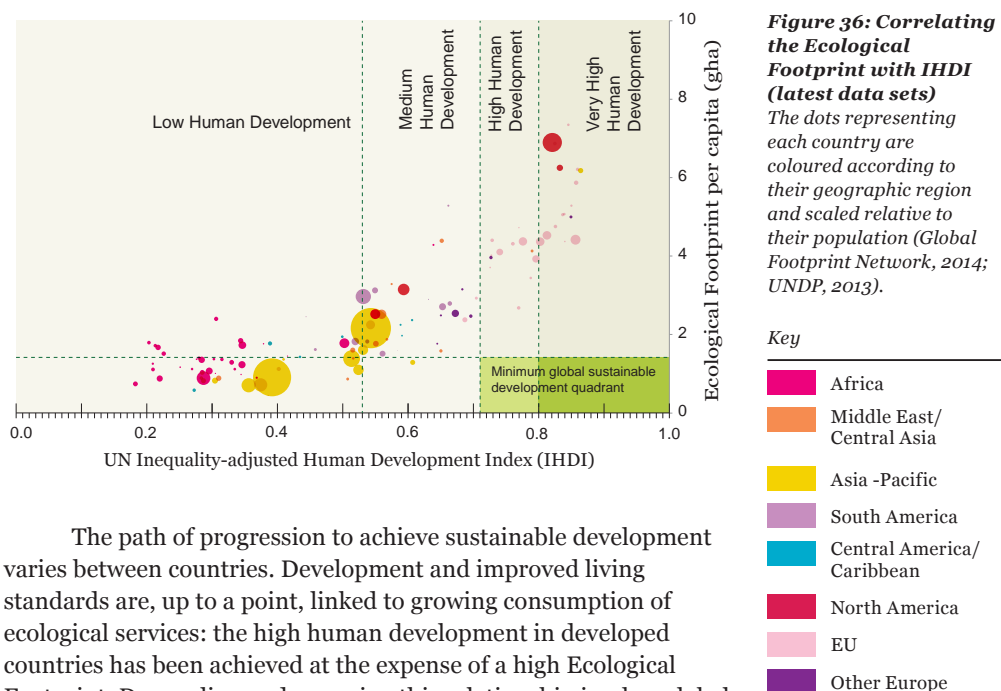 10
8
6
4
2
0
Ecological Footprint per capita (gha)
Low Human Development
Medium
Human
Development
High Human
Development
Very High
Human
Development
Minimum global sustainable
development quadrant
0.0 0.2 0.4 0.6 0.8 1.0
UN Inequality-adjusted Human Development Index (IHDI)
Figure 36: Correlating
the Ecological
Footprint with IHDI
(latest data sets)
The dots representing
each country are
coloured according to
their geographic region
and scaled relative to
their population (Global
Footprint Network, 2014;
UNDP, 2013).
Key
Africa
Middle East/
Central Asia
Asia -Pacific
South America
Central America/
Caribbean
North America
EU
Other Europe
The path of progression to achieve sustainable development
varies between countries. Development and improved living
standards are, up to a point, linked to growing consumption of
ecological services: the high human development in developed
countries has been achieved at the expense of a high Ecological